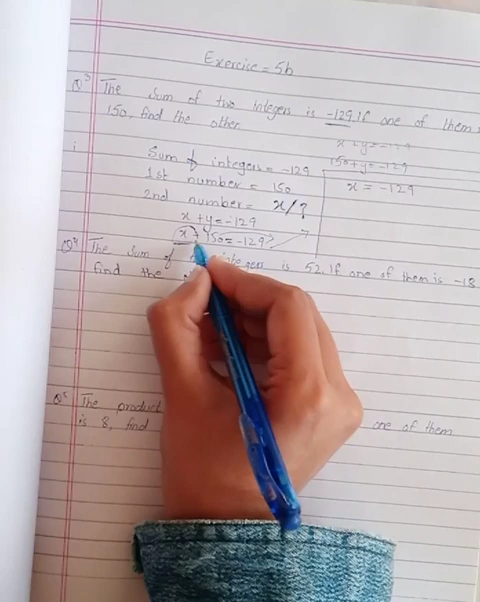 Exercise = 5b
Q3 The sum of two integers is -129. If one of them
150, find the other.
i
Sum of integers = -129
1st number = 150
2nd number = x/?
x + y = -129
x + 150 = -129?
x + y = -129
150 + y = -129
x = -129
Q4 The sum of integers is 52. If one of them is -18
find the
Q5 The product one of them
is 8, find